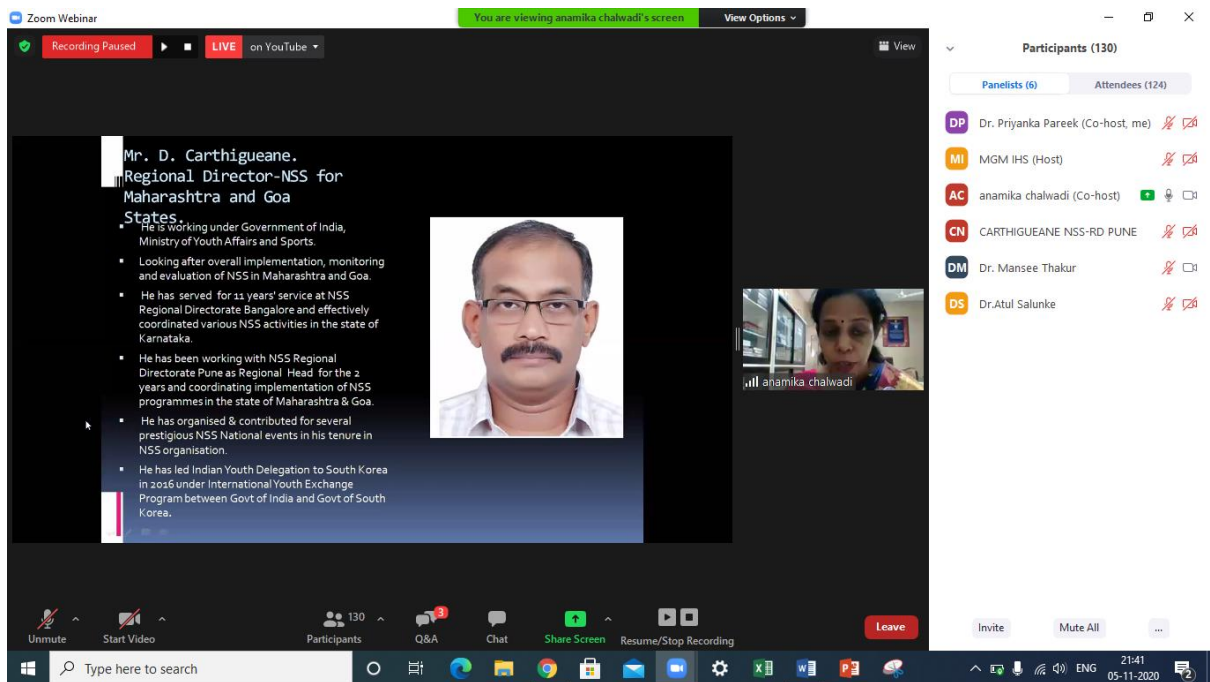 Zoom Webinar
You are viewing anamika chalwadi's screen
View Options
Recording Paused
LIVE
on YouTube
View
Mr. D. Carthigueane.
Regional Director-NSS for
Maharashtra and Goa
States.
He is working under Government of India,
Ministry of Youth Affairs and Sports.
Looking after overall implementation, monitoring
and evaluation of NSS in Maharashtra and Goa.
He has served for 11 years' service at NSS
Regional Directorate Bangalore and effectively
coordinated various NSS activities in the state of
Karnataka.
He has been working with NSS Regional
Directorate Pune as Regional Head for the 2
years and coordinating implementation of NSS
programmes in the state of Maharashtra & Goa.
He has organised & contributed for several
prestigious NSS National events in his tenure in
NSS organisation.
He has led Indian Youth Delegation to South Korea
in 2016 under International Youth Exchange
Program between Govt of India and Govt of South
Korea.
anamika chalwadi
Participants (130)
Panelists (6)
Attendees (124)
DP Dr. Priyanka Pareek (Co-host, me)
MI MGM IHS (Host)
AC anamika chalwadi (Co-host)
CN CARTHIGUEANE NSS-RD PUNE
DM Dr. Mansee Thakur
DS Dr.Atul Salunke
Unmute
Start Video
130
Participants
3
Q&A
Chat
Share Screen
Resume/Stop Recording
Leave
Invite
Mute All
...
Type here to search
ENG
21:41
05-11-2020
2